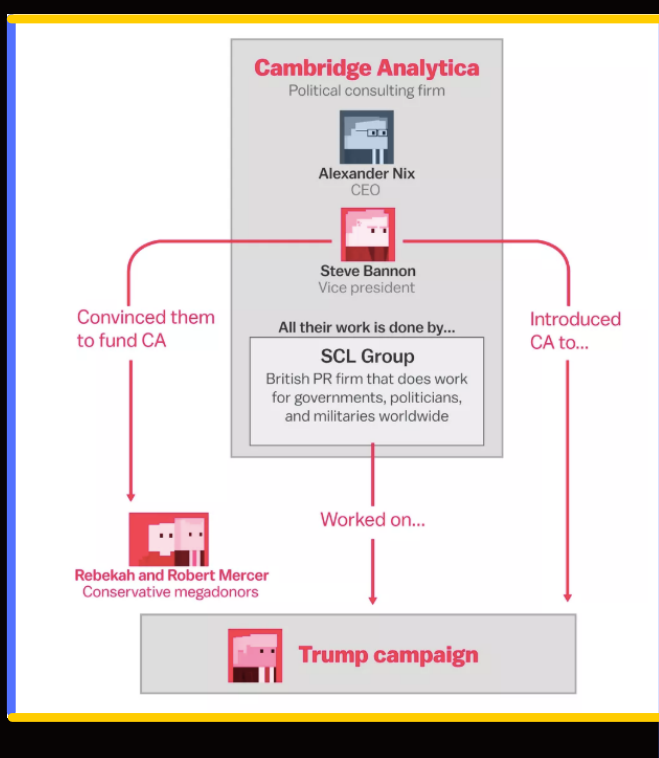 Cambridge Analytica
Political consulting firm
Alexander Nix
CEO
Steve Bannon
Vice president
Convinced them
to fund CA
Introduced
CA to...
All their work is done by...
SCL Group
British PR firm that does work
for governments, politicians,
and militaries worldwide
Worked on...
Rebekah and Robert Mercer
Conservative megadonors
Trump campaign